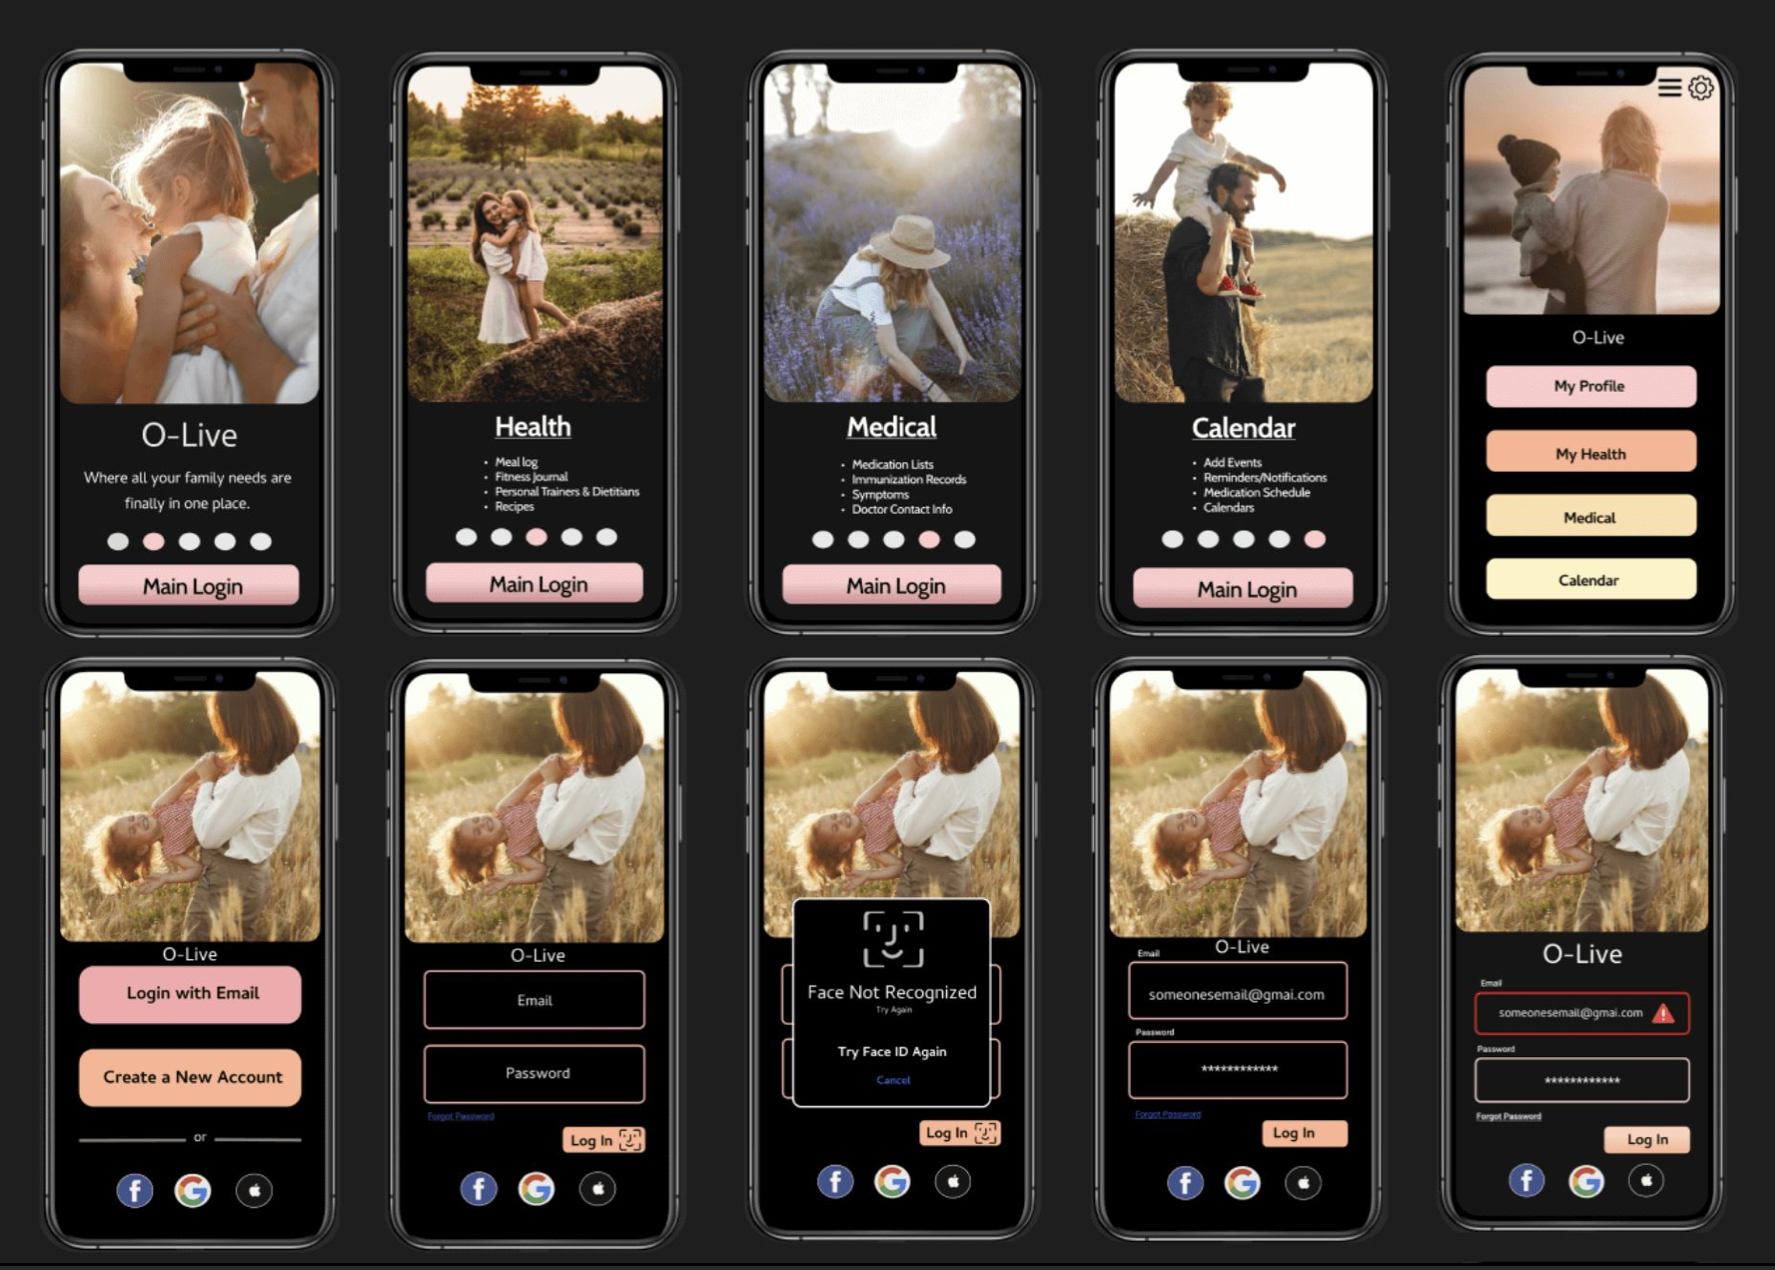 O-Live
Where all your family needs are
finally in one place.
Main Login
Health
• Meal log
• Fitness Journal
• Personal Trainers & Dietitians
• Recipes
Main Login
Medical
• Medication Lists
• Immunization Records
• Symptoms
• Doctor Contact Info
Main Login
Calendar
• Add Events
• Reminders/Notifications
• Medication Schedule
• Calendars
Main Login
O-Live
My Profile
My Health
Medical
Calendar
O-Live
Login with Email
Create a New Account
or
f
G
O-Live
Email
Password
Forgot Password
Log In
f
G
Face Not Recognized
Try Again
Try Face ID Again
Cancel
Log In
f
G
O-Live
Email
someonesemail@gmai.com
Password
************
Forgot Password
Log In
f
G
O-Live
Email
someonesemail@gmai.com
Password
************
Forgot Password
Log In
f
G